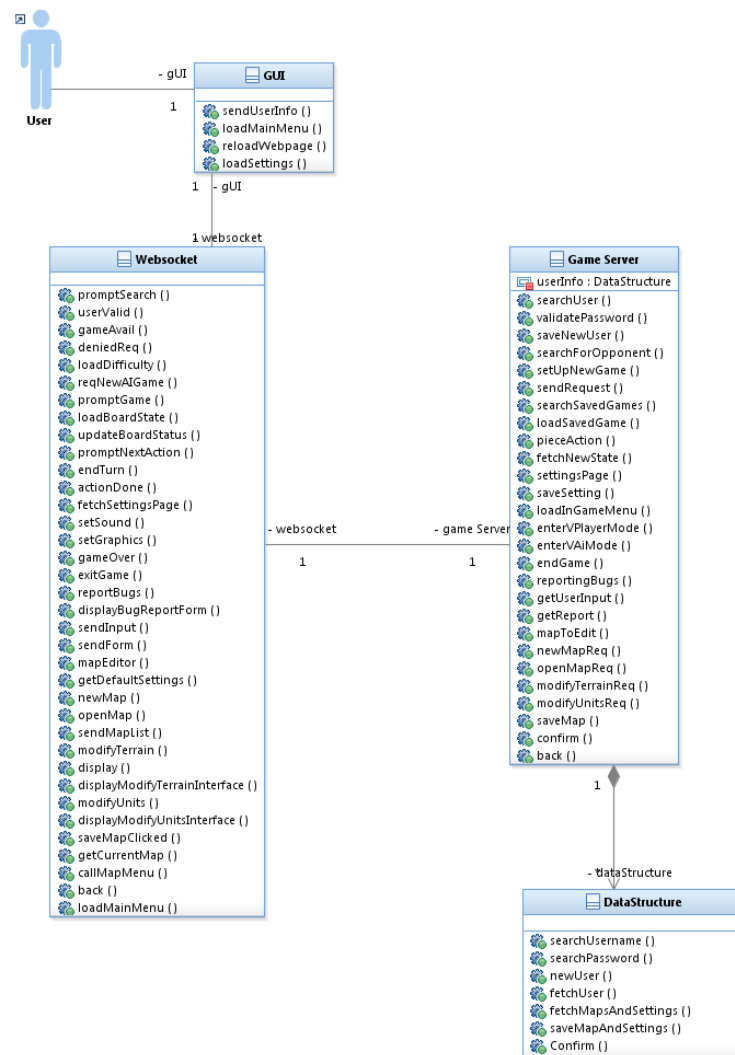 User
- gUI
1
GUI
sendUserInfo ()
loadMainMenu ()
reloadWebpage ()
loadSettings ()
1 - gUI
1 - websocket
Websocket
promptSearch ()
userValid ()
gameAvail ()
deniedReq ()
loadDifficulty ()
reqNewAIGame ()
promptGame ()
loadBoardState ()
updateBoardStatus ()
promptNextAction ()
endTurn ()
actionDone ()
fetchSettingsPage ()
setSound ()
setGraphics ()
gameOver ()
exitGame ()
reportBugs ()
displayBugReportForm ()
sendInput ()
sendForm ()
mapEditor ()
getDefaultSettings ()
newMap ()
openMap ()
sendMapList ()
modifyTerrain ()
display ()
displayModifyTerrainInterface ()
modifyUnits ()
displayModifyUnitsInterface ()
saveMapClicked ()
getCurrentMap ()
callMapMenu ()
back ()
loadMainMenu ()
- websocket
1
- game Server
1
Game Server
userInfo : DataStructure
searchUser ()
validatePassword ()
saveNewUser ()
searchForOpponent ()
setUpNewGame ()
sendRequest ()
searchSavedGames ()
loadSavedGame ()
pieceAction ()
fetchNewState ()
settingsPage ()
saveSetting ()
loadInGameMenu ()
enterVPlayerMode ()
enterVAiMode ()
endGame ()
reportingBugs ()
getUserInput ()
getReport ()
mapToEdit ()
newMapReq ()
openMapReq ()
modifyTerrainReq ()
modifyUnitsReq ()
saveMap ()
confirm ()
back ()
1
- dataStructure
DataStructure
searchUsername ()
searchPassword ()
newUser ()
fetchUser ()
fetchMapsAndSettings ()
saveMapAndSettings ()
Confirm ()